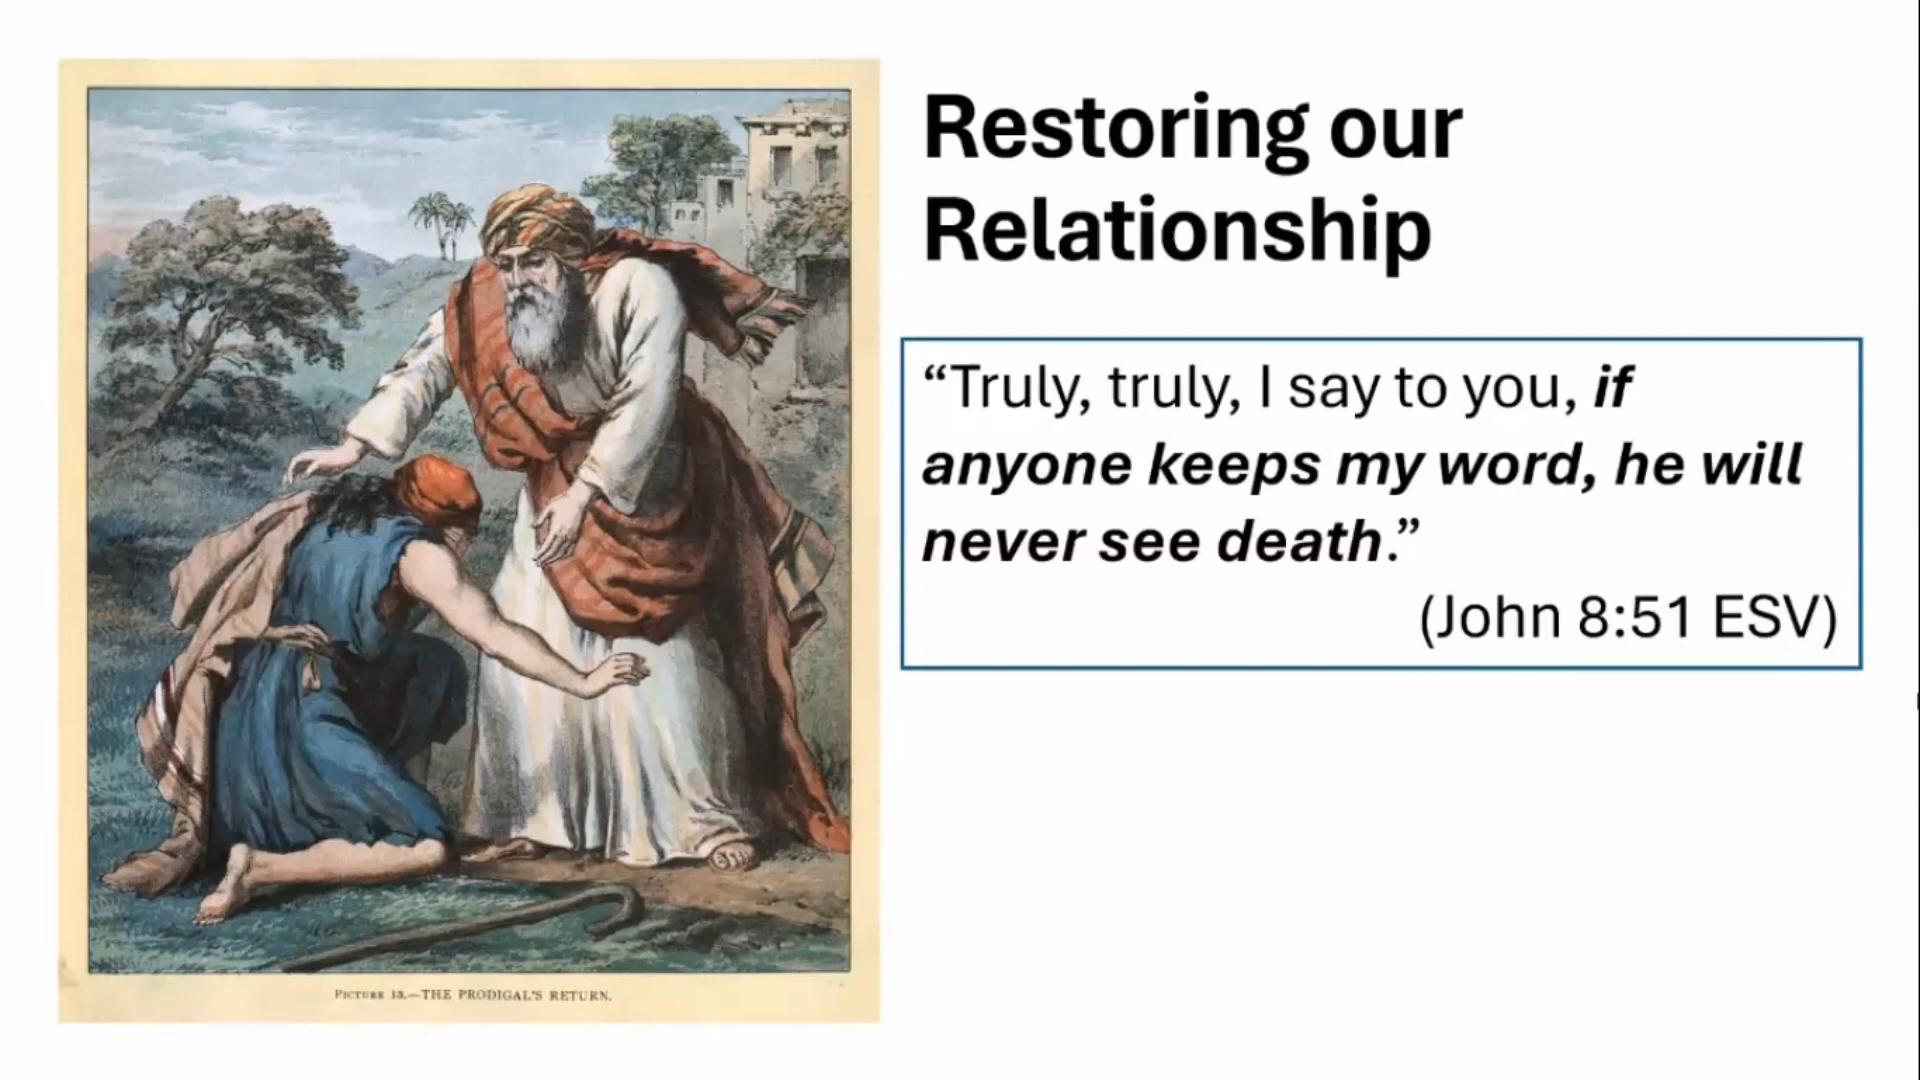 Restoring our
Relationship
“Truly, truly, I say to you, if
anyone keeps my word, he will
never see death.”
(John 8:51 ESV)
PICTURE 13.—THE PRODIGAL'S RETURN.